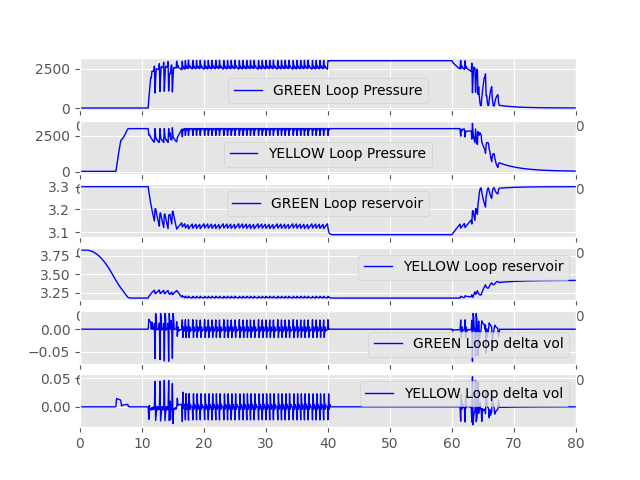 2500
0
GREEN Loop Pressure
2500
0
YELLOW Loop Pressure
3.3
3.2
3.1
GREEN Loop reservoir
3.75
3.50
3.25
YELLOW Loop reservoir
0.00
−0.05
GREEN Loop delta vol
0.05
0.00
YELLOW Loop delta vol
0 10 20 30 40 50 60 70 80